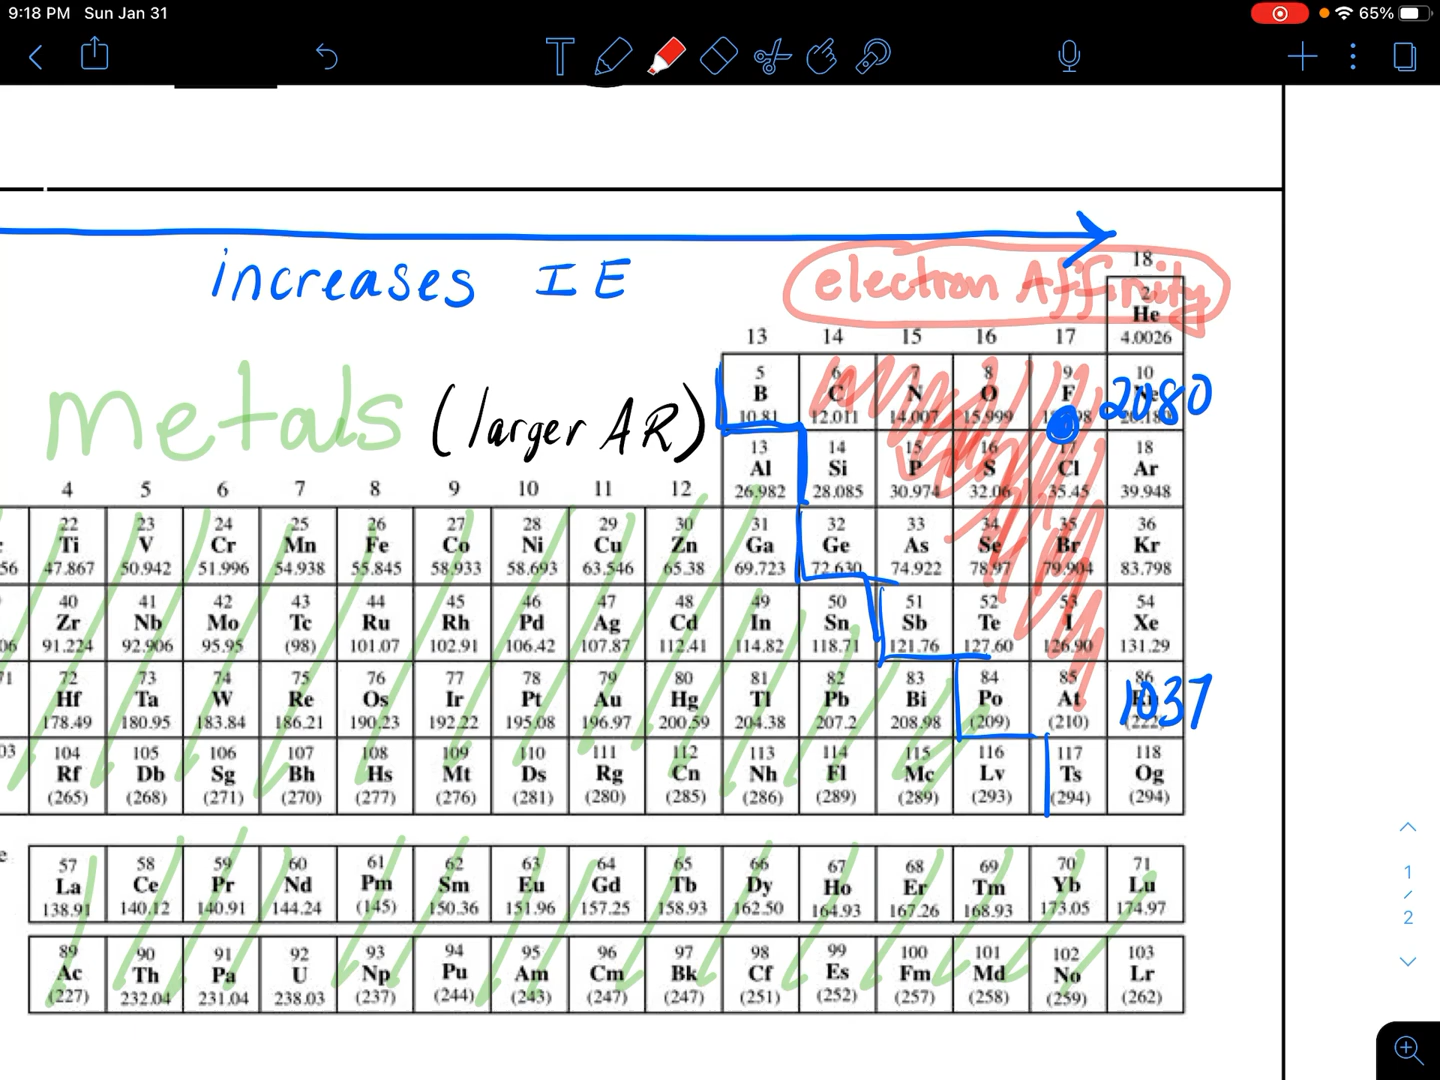 9:18 PM Sun Jan 31
65%
increases IE
electron Affinity
18
2
He
4.0026
13 14 15 16 17
metals (larger AR)
5 6 7 8 9 10
B C N O F
10.81 12.011 14.007 15.999
2080
13 14 15 16 17 18
Al Si P S Cl Ar
26.982 28.085 30.974 32.06 35.45 39.948
4 5 6 7 8 9 10 11 12
22 23 24 25 26 27 28 29 30 31 32 33 34 35 36
Ti V Cr Mn Fe Co Ni Cu Zn Ga Ge As Se Br Kr
56 47.867 50.942 51.996 54.938 55.845 58.933 58.693 63.546 65.38 69.723 72.630 74.922 78.97 79.904 83.798
40 41 42 43 44 45 46 47 48 49 50 51 52 53 54
Zr Nb Mo Tc Ru Rh Pd Ag Cd In Sn Sb Te I Xe
06 91.224 92.906 95.95 (98) 101.07 102.91 106.42 107.87 112.41 114.82 118.71 121.76 127.60 126.90 131.29
71 72 73 74 75 76 77 78 79 80 81 82 83 84 85 86
Hf Ta W Re Os Ir Pt Au Hg Tl Pb Bi Po At
178.49 180.95 183.84 186.21 190.23 192.22 195.08 196.97 200.59 204.38 207.2 208.98 (209) (210)
1037
03 104 105 106 107 108 109 110 111 112 113 114 115 116 117 118
Rf Db Sg Bh Hs Mt Ds Rg Cn Nh Fl Mc Lv Ts Og
(265) (268) (271) (270) (277) (276) (281) (280) (285) (286) (289) (289) (293) (294) (294)
e
57 58 59 60 61 62 63 64 65 66 67 68 69 70 71
La Ce Pr Nd Pm Sm Eu Gd Tb Dy Ho Er Tm Yb Lu
138.91 140.12 140.91 144.24 (145) 150.36 151.96 157.25 158.93 162.50 164.93 167.26 168.93 173.05 174.97
89 90 91 92 93 94 95 96 97 98 99 100 101 102 103
Ac Th Pa U Np Pu Am Cm Bk Cf Es Fm Md No Lr
(227) 232.04 231.04 238.03 (237) (244) (243) (247) (247) (251) (252) (257) (258) (259) (262)
1
/
2